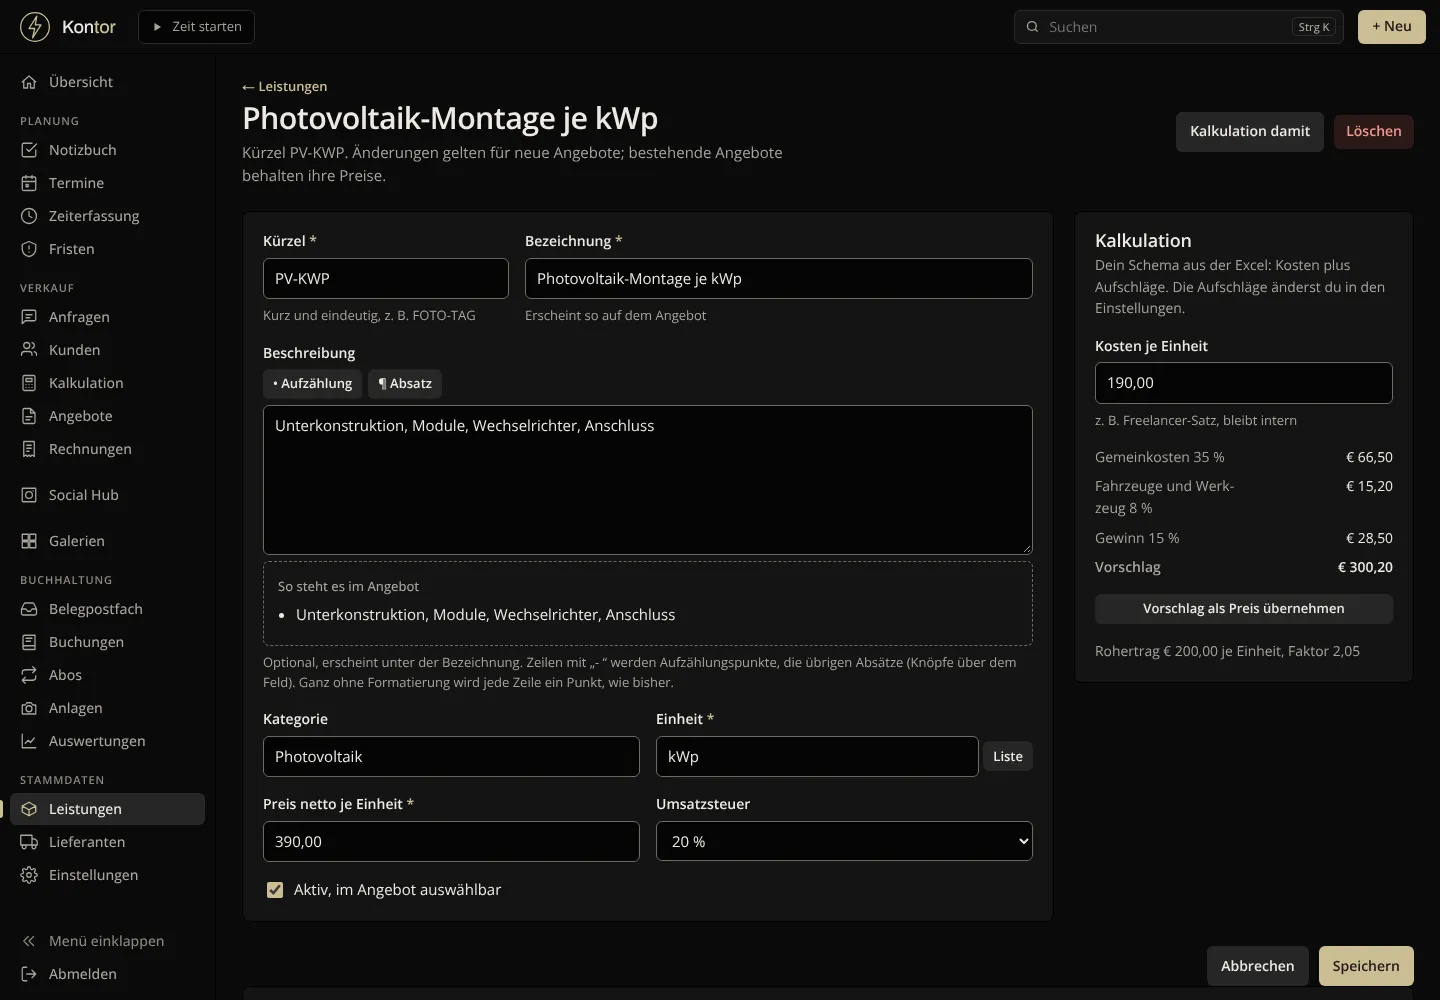 Kontor
Zeit starten
Suchen
Strg K
+ Neu
Übersicht
PLANUNG
Notizbuch
Termine
Zeiterfassung
Fristen
VERKAUF
Anfragen
Kunden
Kalkulation
Angebote
Rechnungen
Social Hub
Galerien
BUCHHALTUNG
Belegpostfach
Buchungen
Abos
Anlagen
Auswertungen
STAMMDATEN
Leistungen
Lieferanten
Einstellungen
Menü einklappen
Abmelden
← Leistungen
Photovoltaik-Montage je kWp
Kürzel PV-KWP. Änderungen gelten für neue Angebote; bestehende Angebote
behalten ihre Preise.
Kalkulation damit
Löschen
Kürzel *
PV-KWP
Kurz und eindeutig, z. B. FOTO-TAG
Bezeichnung *
Photovoltaik-Montage je kWp
Erscheint so auf dem Angebot
Beschreibung
• Aufzählung
¶ Absatz
Unterkonstruktion, Module, Wechselrichter, Anschluss
So steht es im Angebot
• Unterkonstruktion, Module, Wechselrichter, Anschluss
Optional, erscheint unter der Bezeichnung. Zeilen mit „- “ werden Aufzählungspunkte, die übrigen Absätze (Knöpfe über dem
Feld). Ganz ohne Formatierung wird jede Zeile ein Punkt, wie bisher.
Kategorie
Photovoltaik
Einheit *
kWp
Liste
Preis netto je Einheit *
390,00
Umsatzsteuer
20 %
Aktiv, im Angebot auswählbar
Kalkulation
Dein Schema aus der Excel: Kosten plus
Aufschläge. Die Aufschläge änderst du in den
Einstellungen.
Kosten je Einheit
190,00
z. B. Freelancer-Satz, bleibt intern
Gemeinkosten 35 % € 66,50
Fahrzeuge und Werk- € 15,20
zeug 8 %
Gewinn 15 % € 28,50
Vorschlag € 300,20
Vorschlag als Preis übernehmen
Rohertrag € 200,00 je Einheit, Faktor 2,05
Abbrechen
Speichern